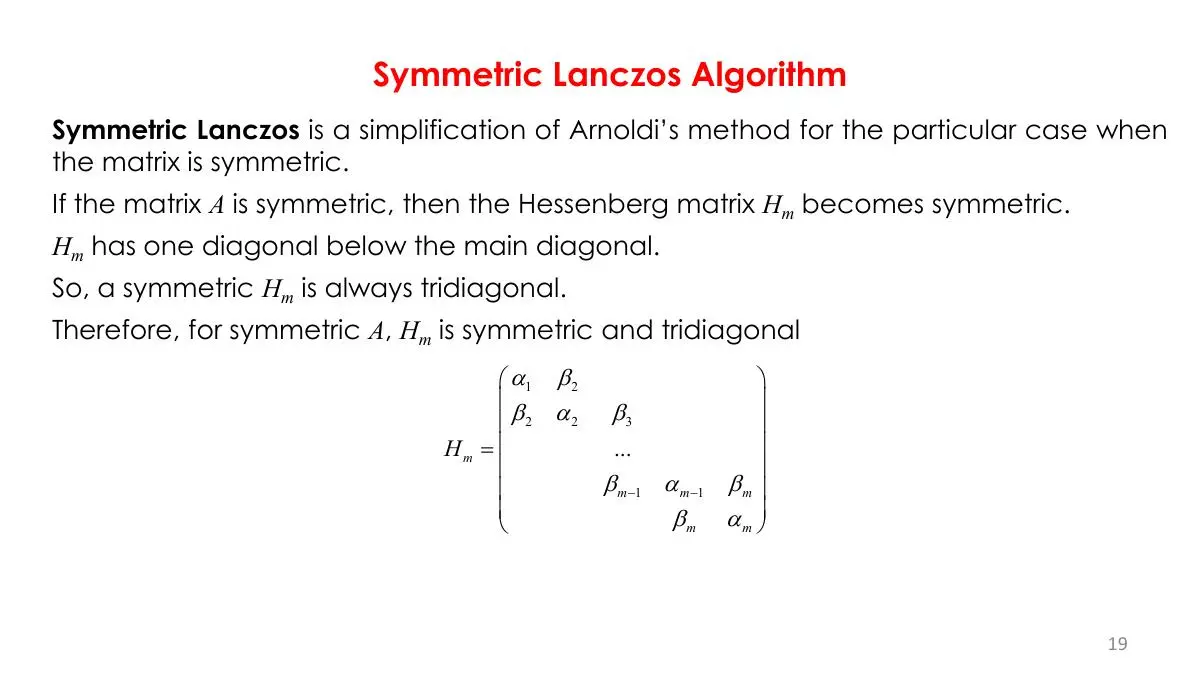 Symmetric Lanczos Algorithm
Symmetric Lanczos is a simplification of Arnoldi’s method for the particular case when
the matrix is symmetric.
If the matrix A is symmetric, then the Hessenberg matrix Hₘ becomes symmetric.
Hₘ has one diagonal below the main diagonal.
So, a symmetric Hₘ is always tridiagonal.
Therefore, for symmetric A, Hₘ is symmetric and tridiagonal
α₁ β₂
β₂ α₂ β₃
Hₘ = ...
βₘ₋₁ αₘ₋₁ βₘ
βₘ αₘ
19